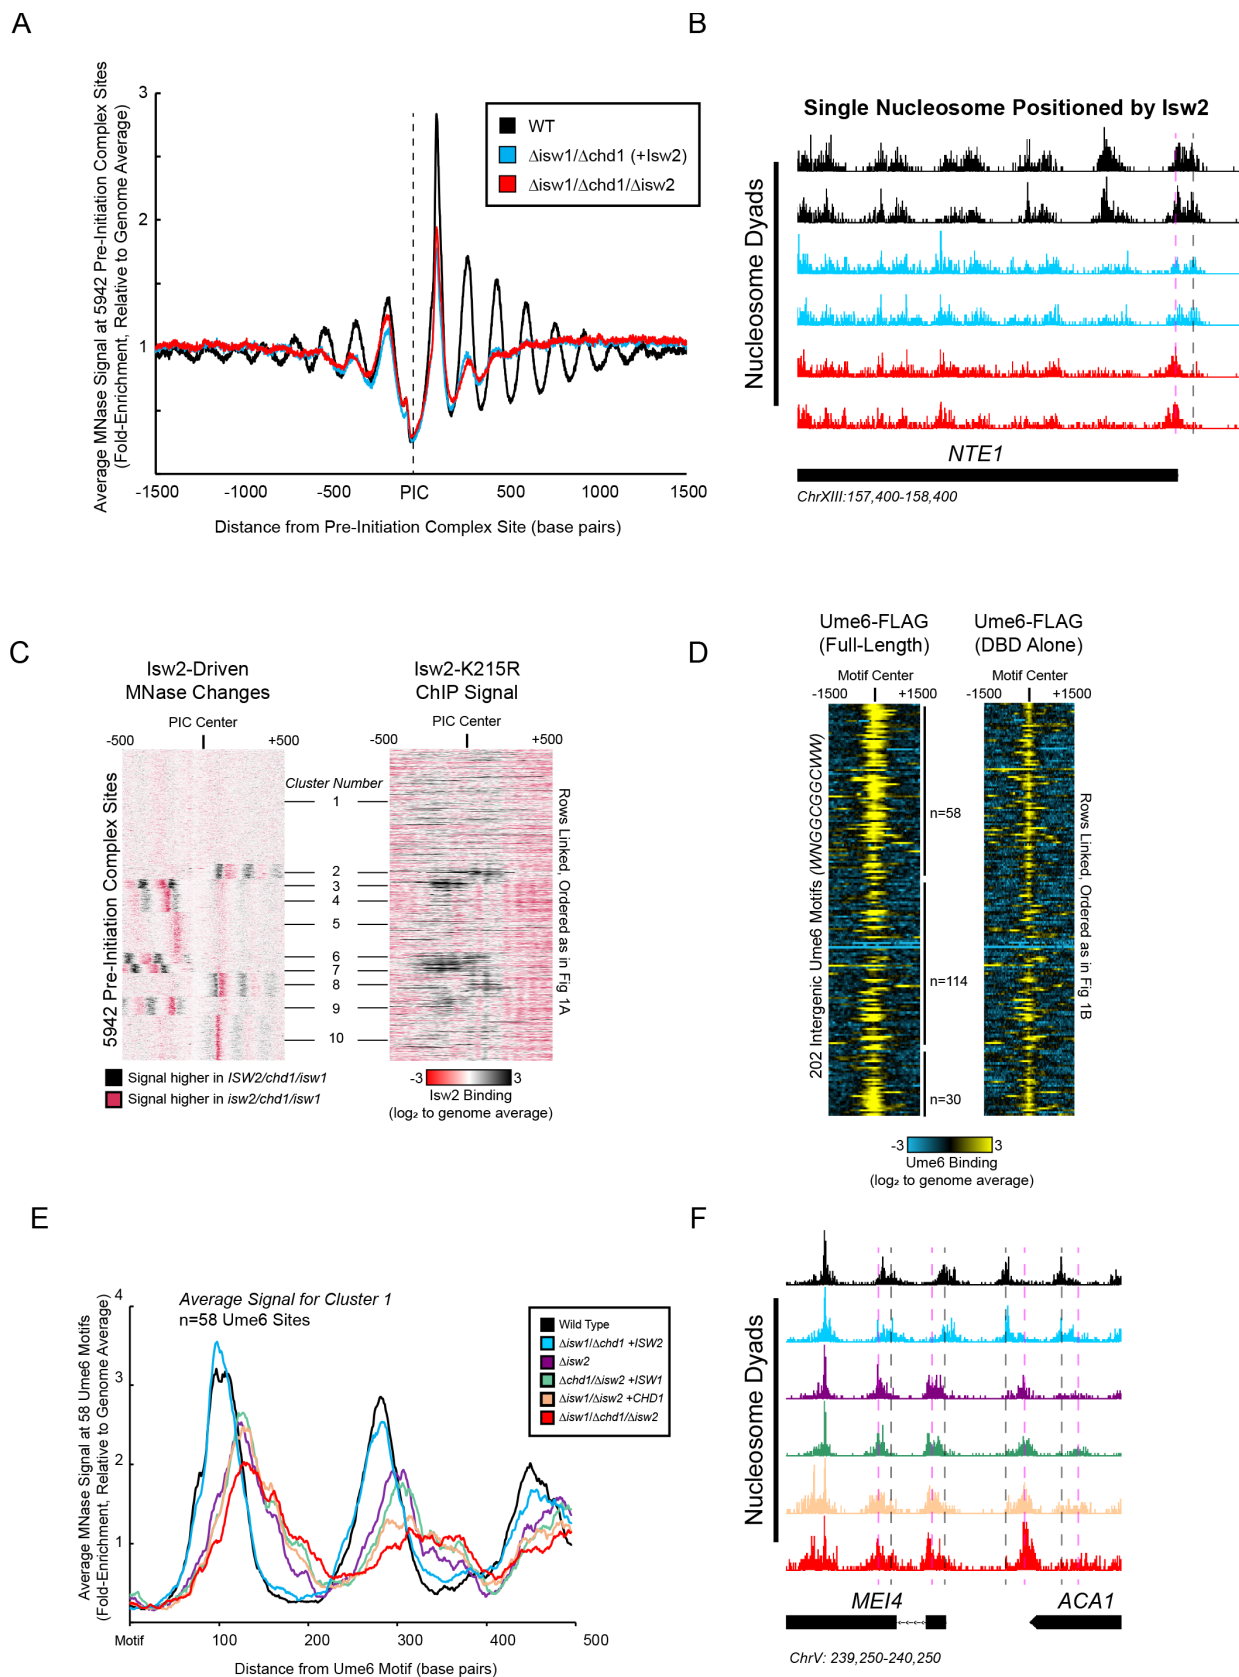 A
Average MNase Signal at 5942 Pre-Initiation Complex Sites
(Fold-Enrichment, Relative to Genome Average)
3
2
1
0
WT
Δisw1/Δchd1 (+Isw2)
Δisw1/Δchd1/Δisw2
-1500
-1000
-500
PIC
500
1000
1500
Distance from Pre-Initiation Complex Site (base pairs)
B
Single Nucleosome Positioned by Isw2
Nucleosome Dyads
NTE1
ChrXIII:157,400-158,400
C
Isw2-Driven
MNase Changes
PIC Center
-500
+500
5942 Pre-Initiation Complex Sites
Cluster Number
1
2
3
4
5
6
7
8
9
10
Isw2-K215R
ChIP Signal
PIC Center
-500
+500
Rows Linked, Ordered as in Fig 1A
Signal higher in ISW2/chd1/isw1
Signal higher in isw2/chd1/isw1
-3
3
Isw2 Binding
(log₂ to genome average)
D
Ume6-FLAG
(Full-Length)
Motif Center
-1500
+1500
Ume6-FLAG
(DBD Alone)
Motif Center
-1500
+1500
202 Intergenic Ume6 Motifs (WNGGCGGCWW)
n=58
n=114
n=30
Rows Linked, Ordered as in Fig 1B
-3
3
Ume6 Binding
(log₂ to genome average)
E
Average MNase Signal at 58 Ume6 Motifs
(Fold-Enrichment, Relative to Genome Average)
4
3
2
1
Average Signal for Cluster 1
n=58 Ume6 Sites
Wild Type
Δisw1/Δchd1 +ISW2
Δisw2
Δchd1/Δisw2 +ISW1
Δisw1/Δisw2 +CHD1
Δisw1/Δchd1/Δisw2
Motif
100
200
300
400
500
Distance from Ume6 Motif (base pairs)
F
Nucleosome Dyads
MEI4
ACA1
ChrV: 239,250-240,250